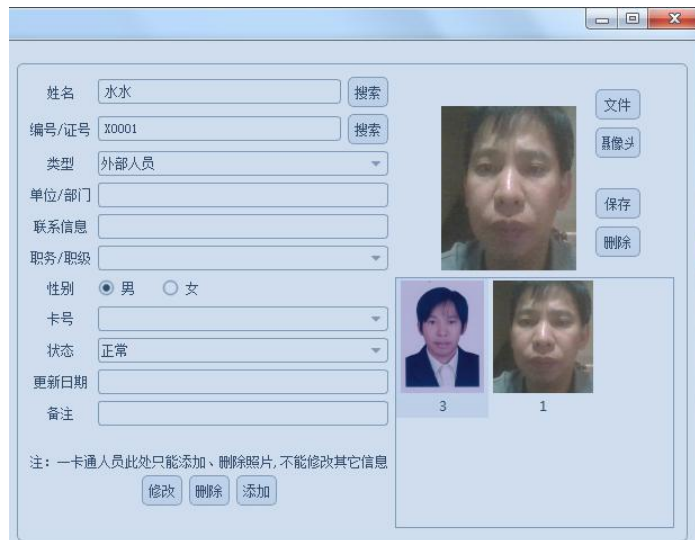 姓名 水水 搜索
文件
编号/证号 X0001 搜索
摄像头
类型 外部人员
单位/部门
保存
联系信息
删除
职务/职级
性别 男 女
卡号
状态 正常
更新日期
备注
3 1
注：一卡通人员此处只能添加、删除照片,不能修改其它信息
修改 删除 添加